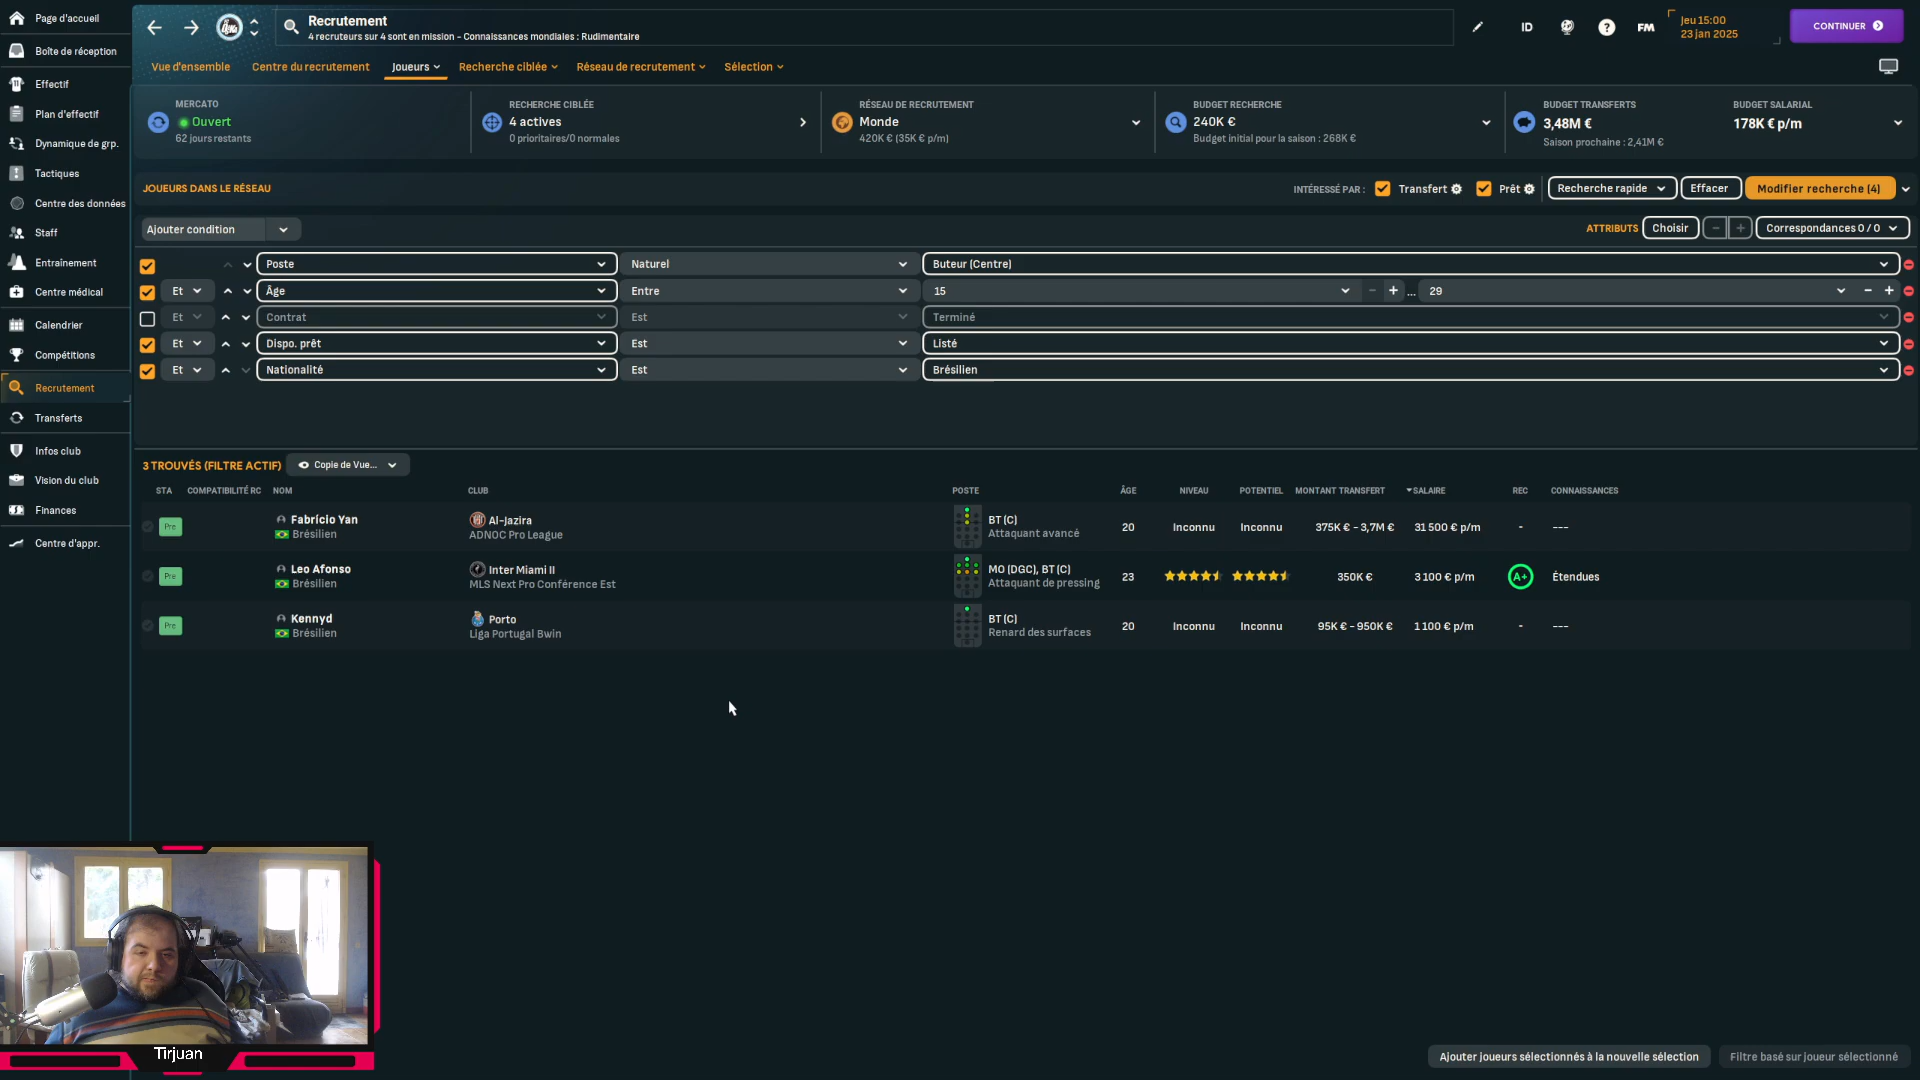 Page d'accueil
Boîte de réception
Effectif
Plan d'effectif
Dynamique de grp.
Tactiques
Centre des données
Staff
Entraînement
Centre médical
Calendrier
Compétitions
Recrutement
Transferts
Infos club
Vision du club
Finances
Centre d'appr.
Recrutement
4 recruteurs sur 4 sont en mission - Connaissances mondiales : Rudimentaire
ID
?
FM
Jeu 15:00
23 jan 2025
CONTINUER
Vue d'ensemble
Centre du recrutement
Joueurs
Recherche ciblée
Réseau de recrutement
Sélection
MERCATO
Ouvert
62 jours restants
RECHERCHE CIBLÉE
4 actives
0 prioritaires/0 normales
RÉSEAU DE RECRUTEMENT
Monde
420K € (35K € p/m)
BUDGET RECHERCHE
240K €
Budget initial pour la saison : 268K €
BUDGET TRANSFERTS
3,48M €
Saison prochaine : 2,41M €
BUDGET SALARIAL
178K € p/m
JOUEURS DANS LE RÉSEAU
INTÉRESSÉ PAR :
Transfert
Prêt
Recherche rapide
Effacer
Modifier recherche (4)
Ajouter condition
ATTRIBUTS
Choisir
- +
Correspondances 0 / 0
Poste Naturel Buteur (Centre)
Et Âge Entre 15 - + ... 29 - +
Et Contrat Est Terminé
Et Dispo. prêt Est Listé
Et Nationalité Est Brésilien
3 TROUVÉS (FILTRE ACTIF)
Copie de Vue...
STA COMPATIBILITÉ RC NOM CLUB POSTE ÂGE NIVEAU POTENTIEL MONTANT TRANSFERT SALAIRE REC CONNAISSANCES
Pre Fabrício Yan Al-Jazira BT (C) 20 Inconnu Inconnu 375K € - 3,7M € 31 500 € p/m - ---
Brésilien ADNOC Pro League Attaquant avancé
Pre Leo Afonso Inter Miami II MO (DGC), BT (C) 23 350K € 3 100 € p/m A+ Étendues
Brésilien MLS Next Pro Conférence Est Attaquant de pressing
Pre Kennyd Porto BT (C) 20 Inconnu Inconnu 95K € - 950K € 1 100 € p/m - ---
Brésilien Liga Portugal Bwin Renard des surfaces
Tirjuan
Ajouter joueurs sélectionnés à la nouvelle sélection
Filtre basé sur joueur sélectionné